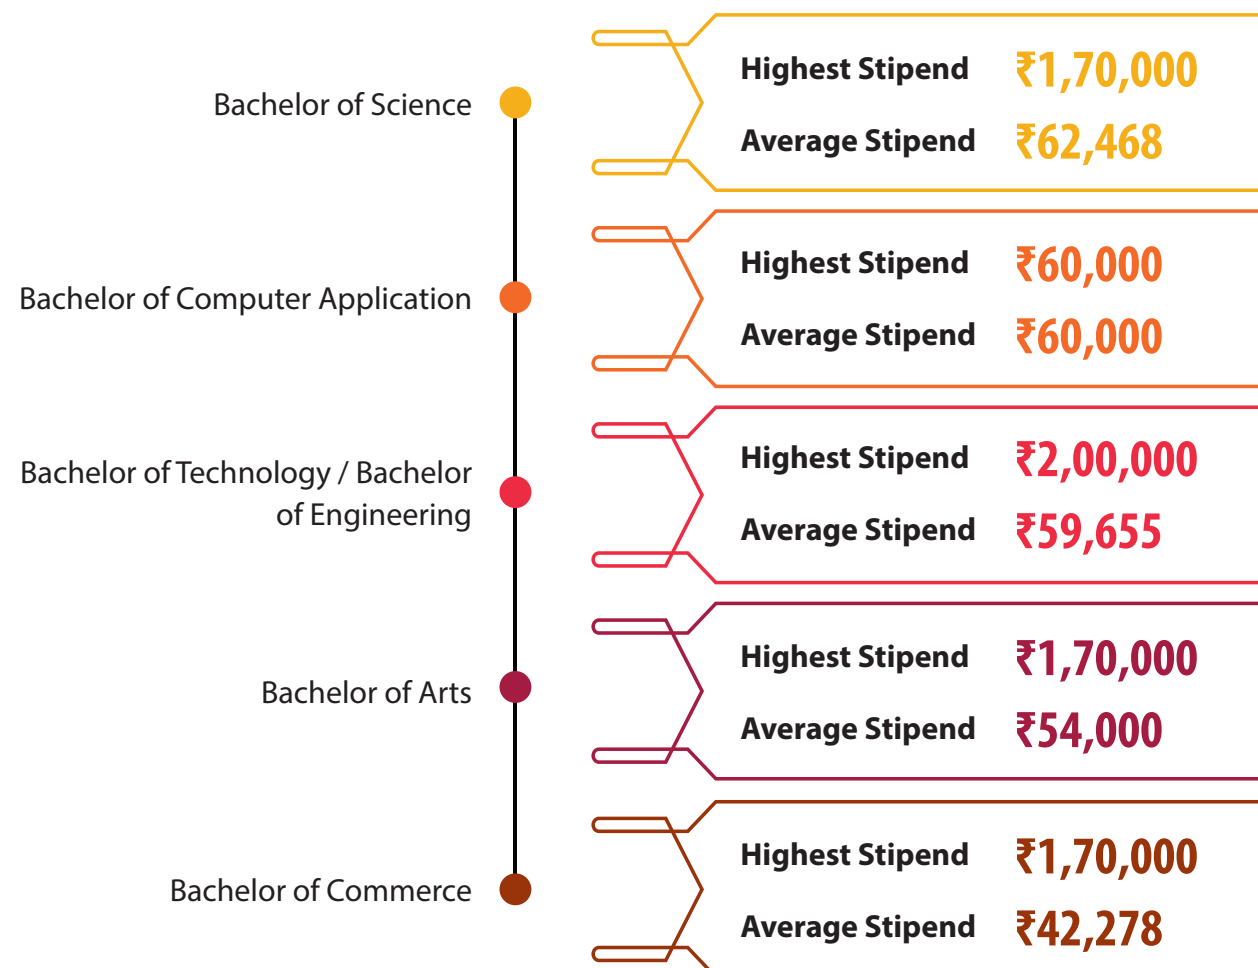 Bachelor of Science
Highest Stipend ₹1,70,000
Average Stipend ₹62,468
Bachelor of Computer Application
Highest Stipend ₹60,000
Average Stipend ₹60,000
Bachelor of Technology / Bachelor
of Engineering
Highest Stipend ₹2,00,000
Average Stipend ₹59,655
Bachelor of Arts
Highest Stipend ₹1,70,000
Average Stipend ₹54,000
Bachelor of Commerce
Highest Stipend ₹1,70,000
Average Stipend ₹42,278